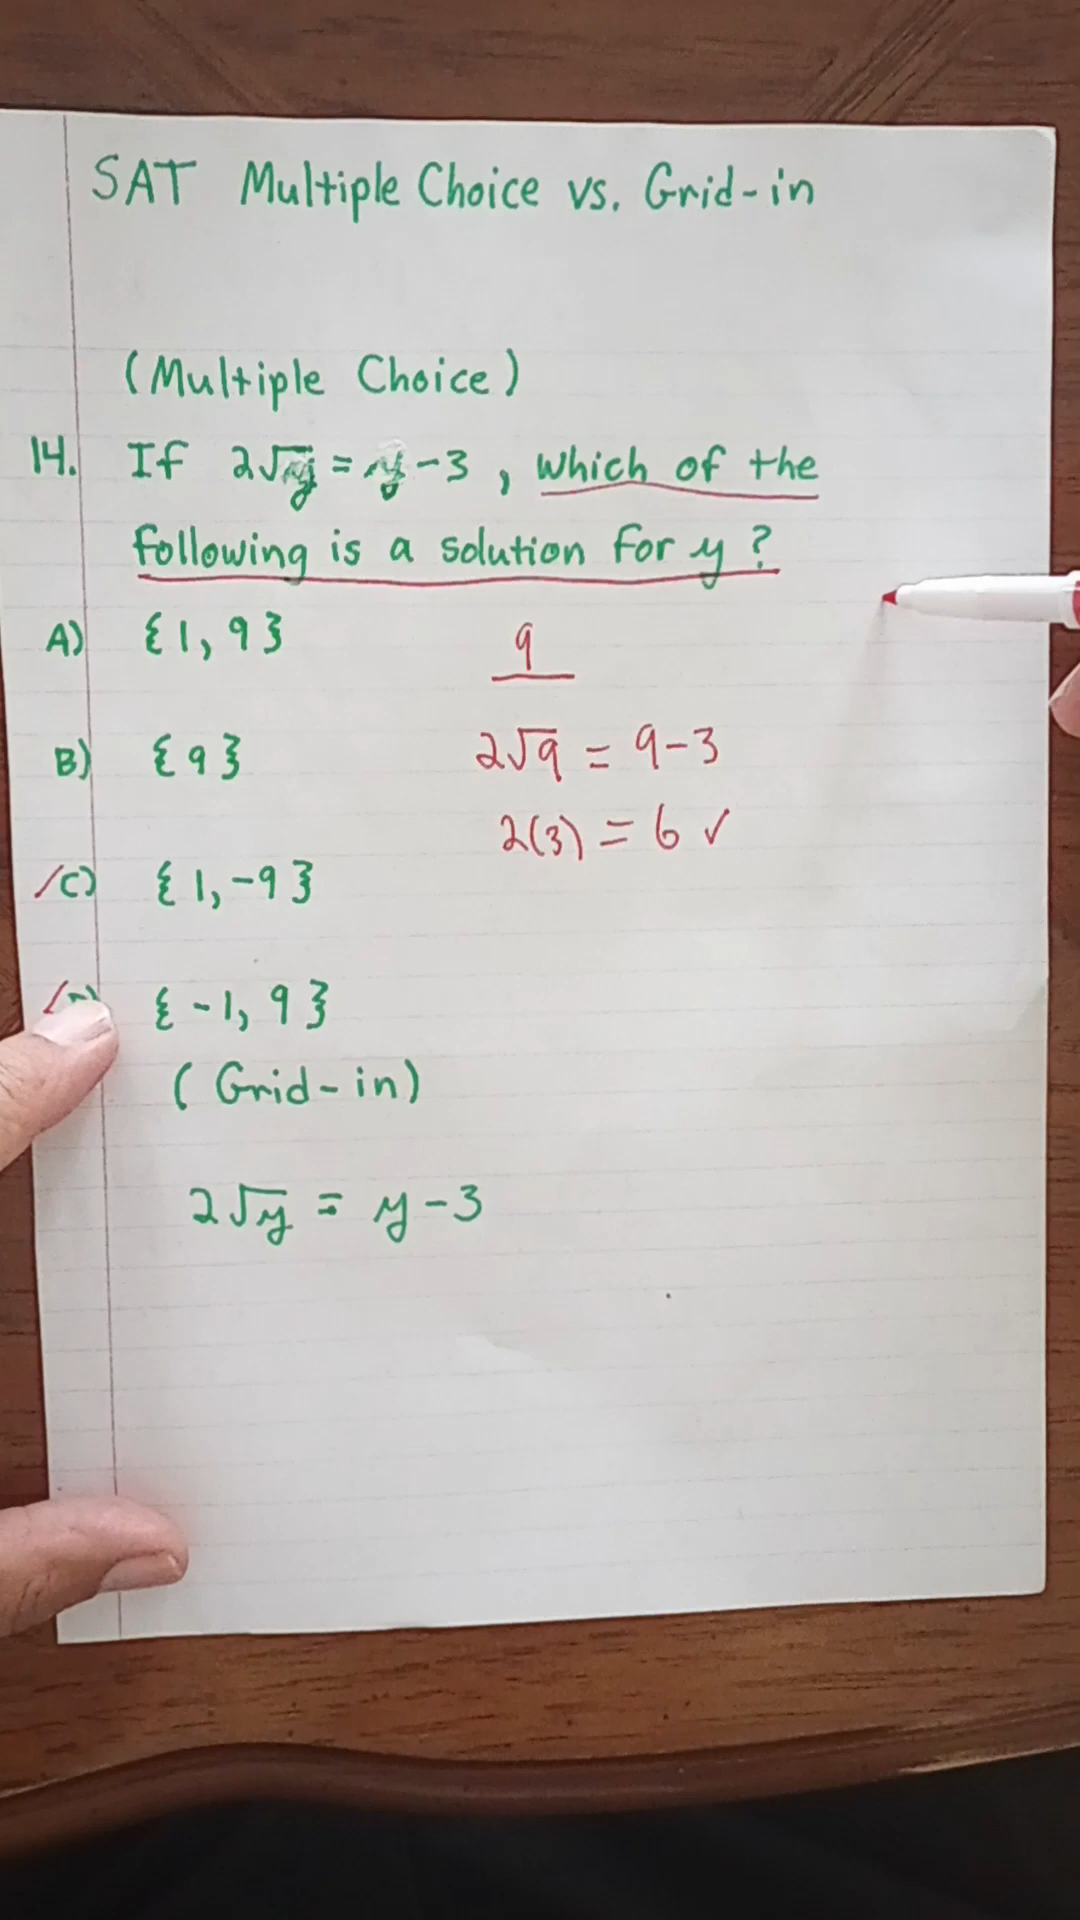 SAT Multiple Choice vs. Grid-in
(Multiple Choice)
14. If 2√y = y - 3 , which of the
following is a solution for y ?
A) {1, 9}
9
B) {9}
2√9 = 9-3
2(3) = 6 ✓
C) {1, -9}
{-1, 9}
(Grid-in)
2√y = y - 3